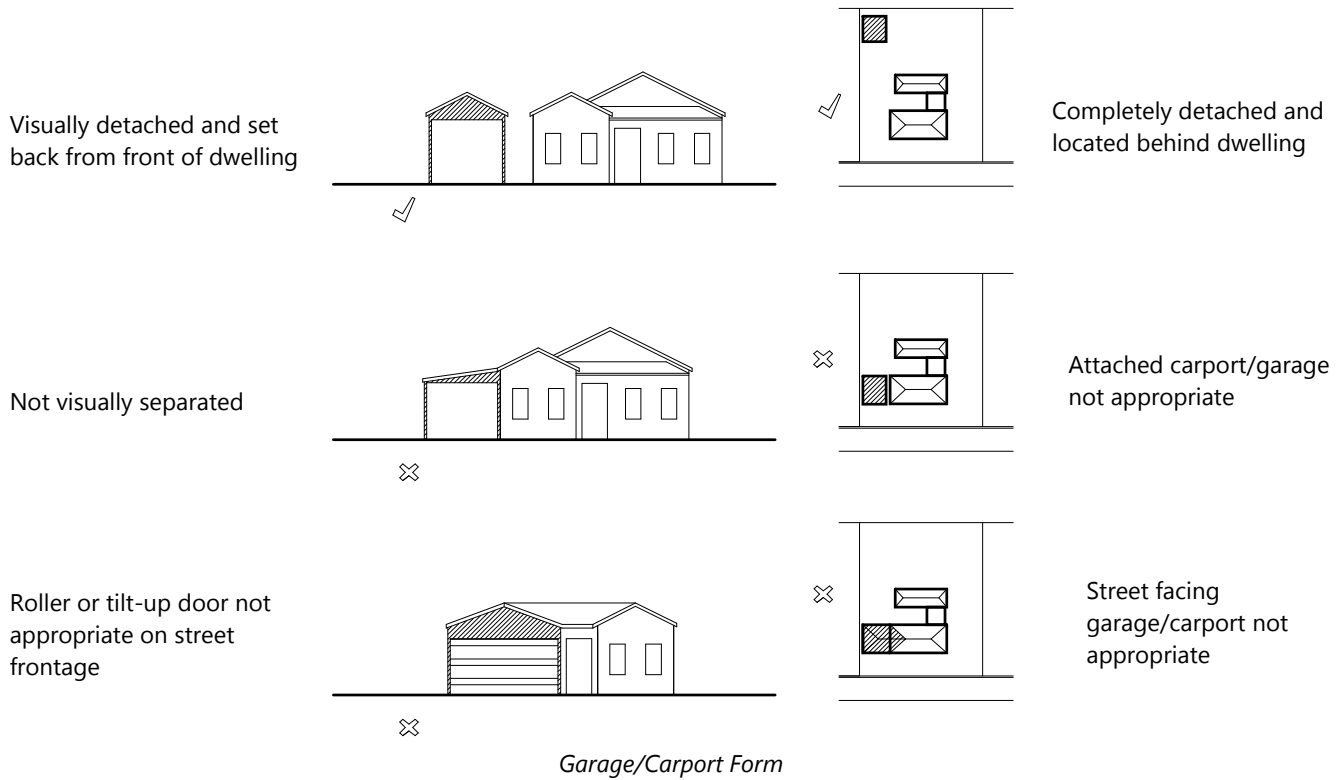 Visually detached and set
back from front of dwelling
Completely detached and
located behind dwelling
Not visually separated
Attached carport/garage
not appropriate
Roller or tilt-up door not
appropriate on street
frontage
Street facing
garage/carport not
appropriate
Garage/Carport Form